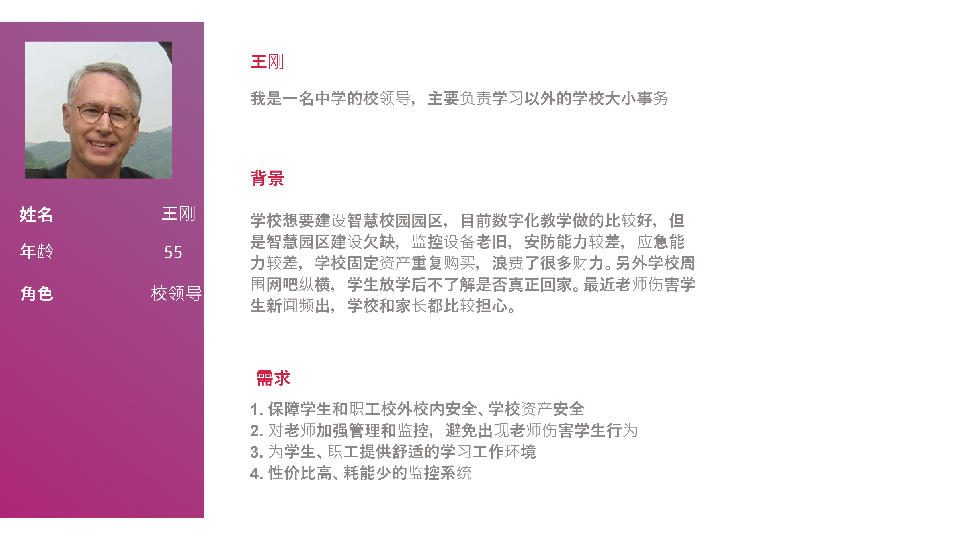 王刚
我是一名中学的校领导，主要负责学习以外的学校大小事务
背景
学校想要建设智慧校园园区，目前数字化教学做的比较好，但
是智慧园区建设欠缺，监控设备老旧，安防能力较差，应急能
力较差，学校固定资产重复购买，浪费了很多财力。另外学校周
围网吧纵横，学生放学后不了解是否真正回家。最近老师伤害学
生新闻频出，学校和家长都比较担心。
需求
1. 保障学生和职工校外校内安全、学校资产安全
2. 对老师加强管理和监控，避免出现老师伤害学生行为
3. 为学生、职工提供舒适的学习工作环境
4. 性价比高、耗能少的监控系统
姓名 王刚
年龄 55
角色 校领导